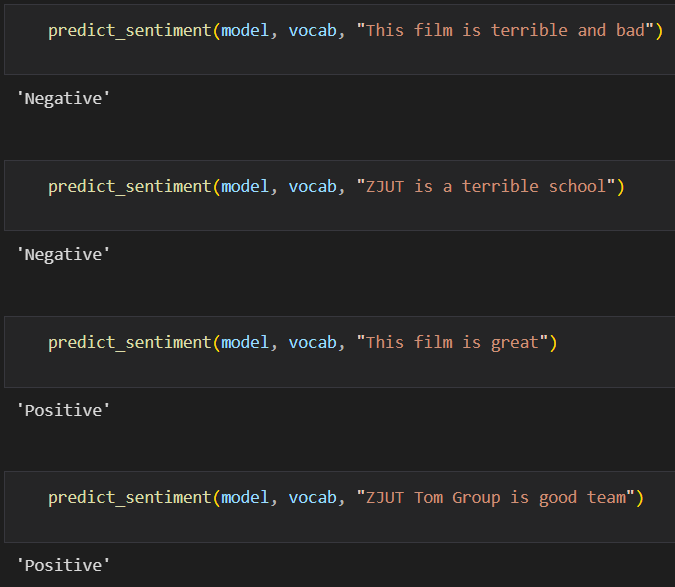 predict_sentiment(model, vocab, "This film is terrible and bad")
'Negative'
predict_sentiment(model, vocab, "ZJUT is a terrible school")
'Negative'
predict_sentiment(model, vocab, "This film is great")
'Positive'
predict_sentiment(model, vocab, "ZJUT Tom Group is good team")
'Positive'